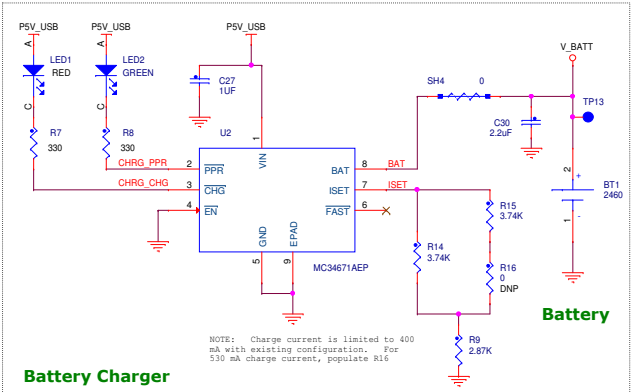 P5V_USB
P5V_USB
P5V_USB
A
A
LED1
RED
LED2
GREEN
C
C
R7
330
R8
330
C27
1UF
U2
1
VIN
CHRG_PPR
2
PPR
CHRG_CHG
3
CHG
4
EN
GND
EPAD
5
9
BAT
8
BAT
ISET
7
ISET
FAST
6
MC34671AEP
SH4
0
C30
2.2uF
V_BATT
TP13
2
+
BT1
2460
1
-
R15
3.74K
R14
3.74K
R16
0
DNP
R9
2.87K
NOTE: Charge current is limited to 400
mA with existing configuration. For
530 mA charge current, populate R16
Battery
Battery Charger